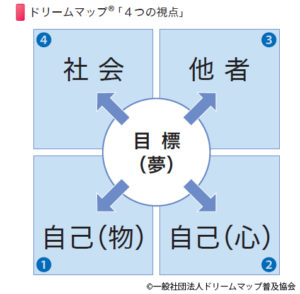 ドリームマップ®「４つの視点」
4
社会
他者
3
目標
（夢）
自己（物）
自己（心）
1
2
©一般社団法人ドリームマップ普及協会